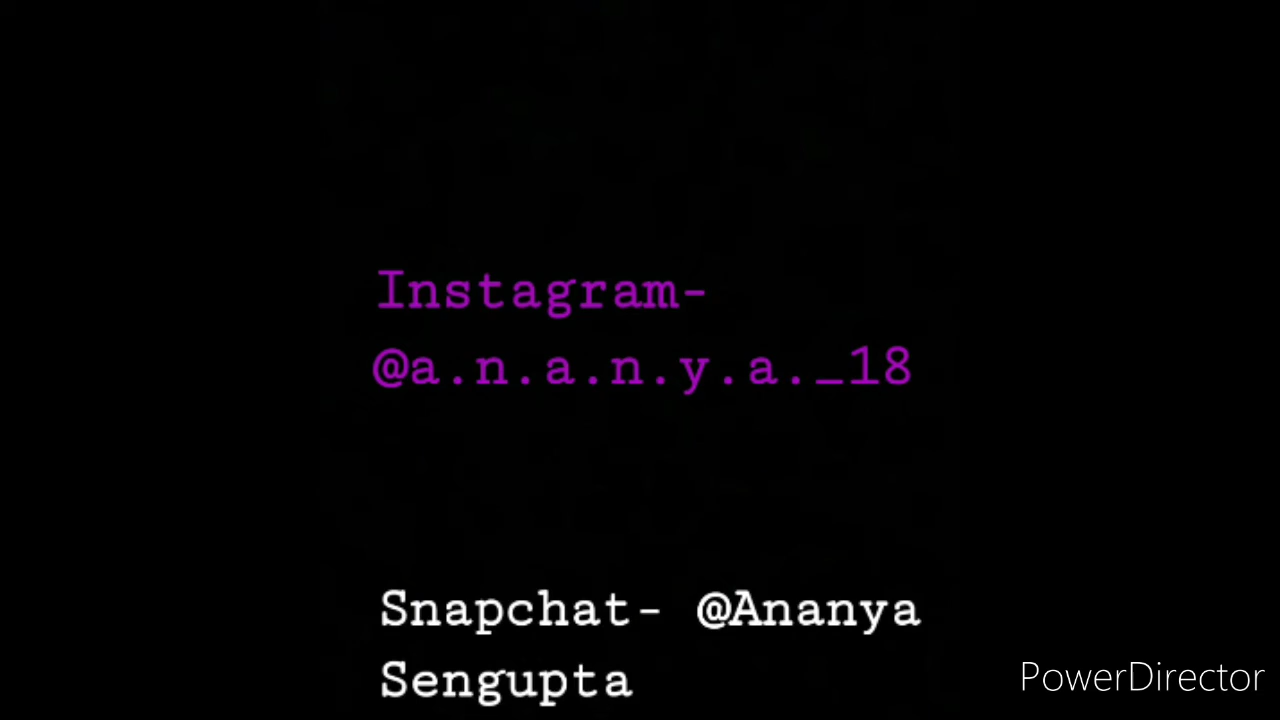 Instagram-
@a.n.a.n.y.a._18
Snapchat- @Ananya
Sengupta
PowerDirector